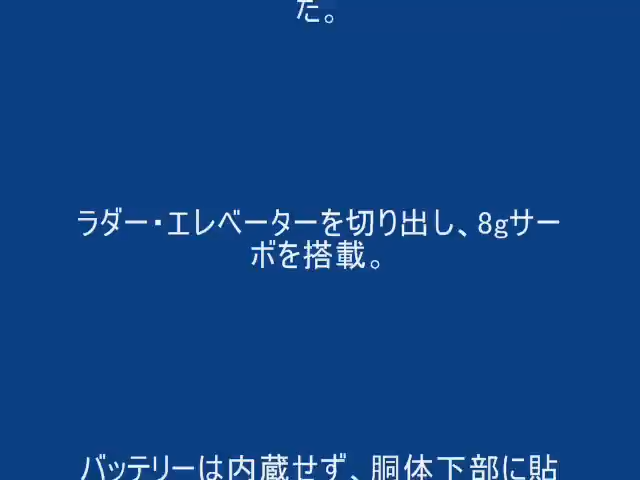 た。
ラダー・エレベーターを切り出し、8gサー
ボを搭載。
バッテリーは内蔵せず、胴体下部に貼